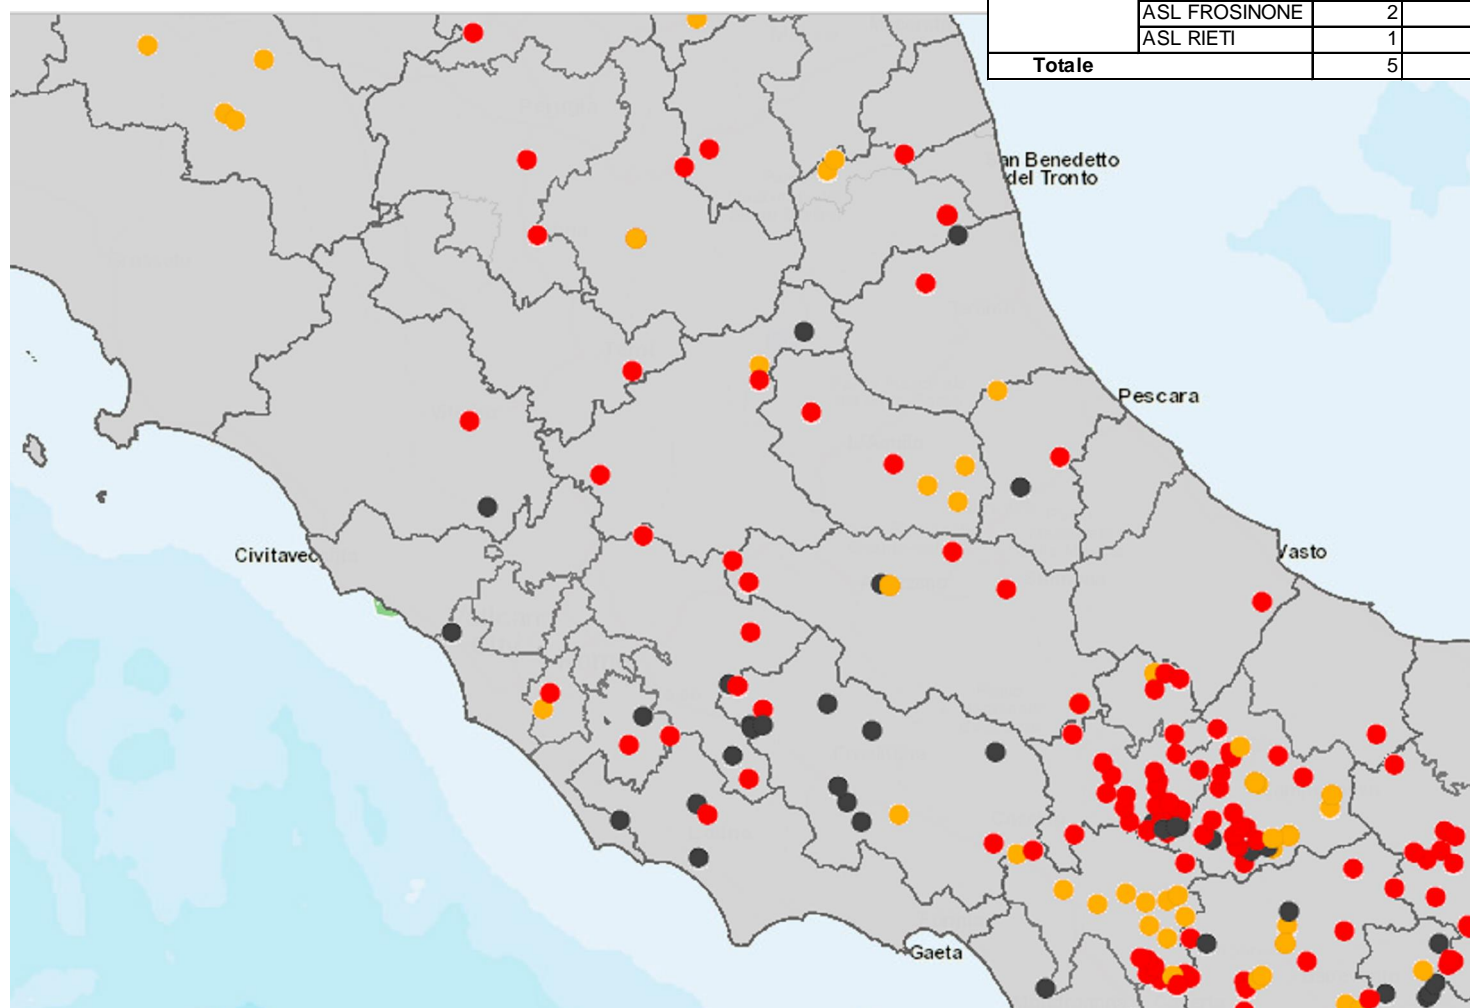 ASL FROSINONE 2
ASL RIETI 1
Totale 5
an Benedetto
del Tronto
Pescara
Civitavec
Vasto
Gaeta